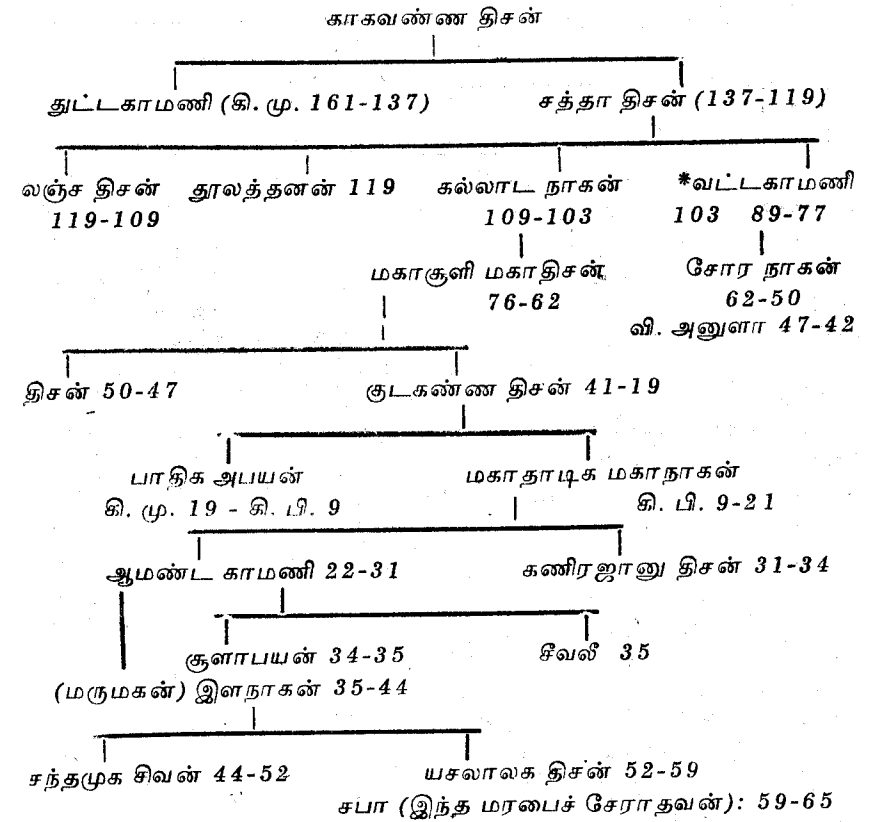 காகவண்ண திசன்
துட்டகாமணி (கி. மு. 161-137) சத்தா திசன் (137-119)
லஞ்ச திசன் தூலத்தனன் 119 கல்லாட நாகன் *வட்டகாமணி
119-109 109-103 103 89-77
மகாசூளி மகாதிசன் சோர நாகன்
76-62 62-50
வி. அனுளா 47-42
திசன் 50-47 குடகண்ண திசன் 41-19
பாதிக அபயன் மகாதாடிக மகாநாகன்
கி. மு. 19 - கி. பி. 9 கி. பி. 9-21
ஆமண்ட காமணி 22-31 கணிரஜானு திசன் 31-34
சூளாபயன் 34-35 சீவலீ 35
(மருமகன்) இளநாகன் 35-44
சந்தமுக சிவன் 44-52 யசலாலக திசன் 52-59
சபா (இந்த மரபைச் சேராதவன்): 59-65